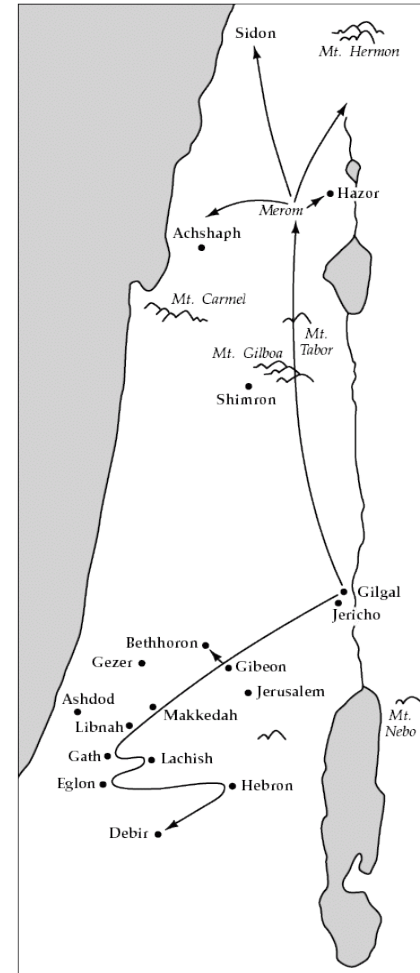 Sidon
Mt. Hermon
Hazor
Merom
Achshaph
Mt. Carmel
Mt.
Tabor
Mt. Gilboa
Shimron
Gilgal
Jericho
Bethhoron
Gezer
Gibeon
Jerusalem
Ashdod
Makkedah
Mt.
Nebo
Libnah
Gath
Lachish
Eglon
Hebron
Debir